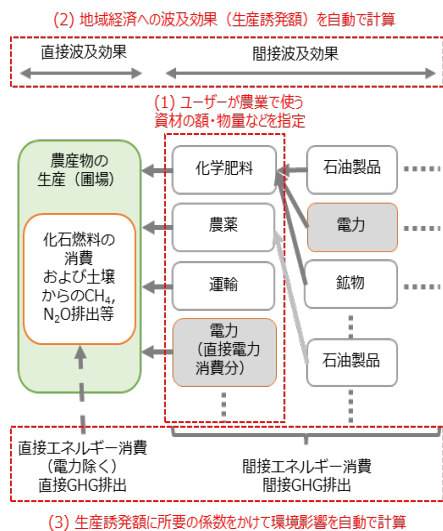 (2) 地域経済への波及効果（生産誘発額）を自動で計算
直接波及効果
間接波及効果
(1) ユーザーが農業で使う
資材の額・物量などを指定
農産物の
生産（圃場）
化石燃料の
消費
および土壌
からのCH₄,
N₂O排出等
化学肥料
農薬
運輸
電力
（直接電力
消費分）
石油製品
電力
鉱物
石油製品
直接エネルギー消費
（電力除く）
直接GHG排出
間接エネルギー消費
間接GHG排出
(3) 生産誘発額に所要の係数をかけて環境影響を自動で計算